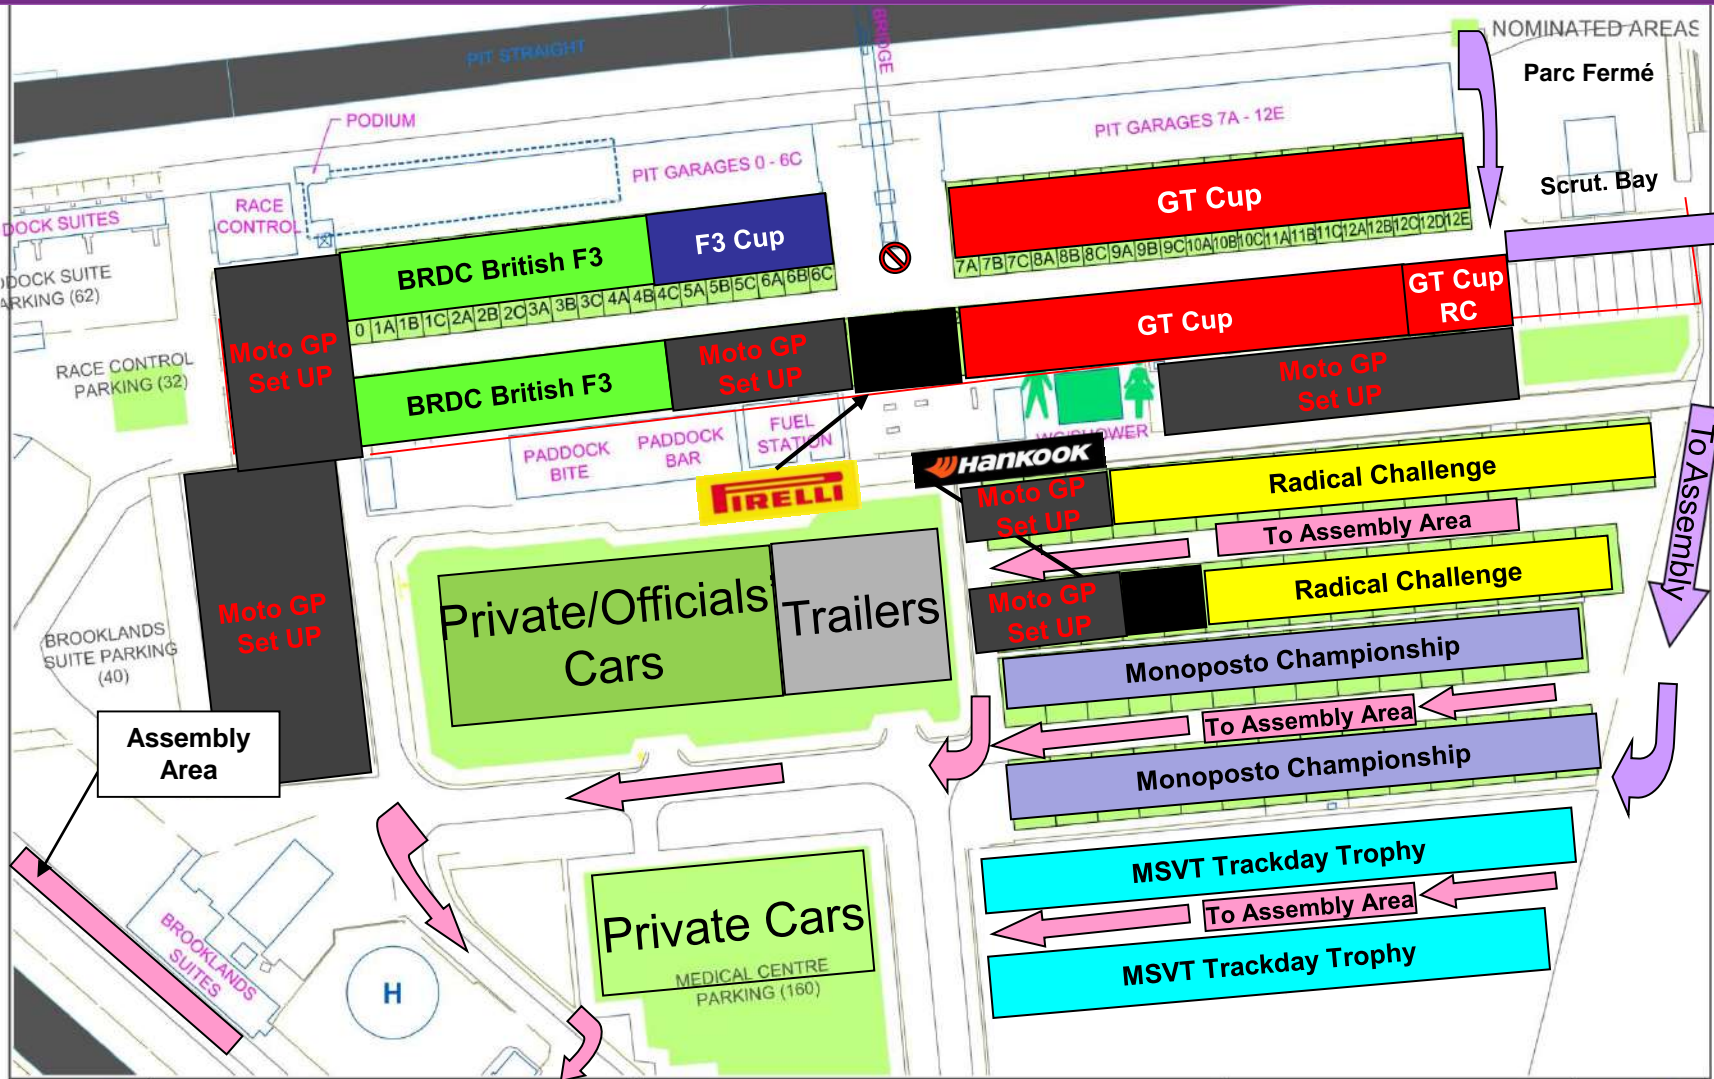 NOMINATED AREAS
PIT STRAIGHT
BRIDGE
Parc Fermé
PODIUM
PIT GARAGES 7A - 12E
PIT GARAGES 0 - 6C
Scrut. Bay
RACE
CONTROL
DOCK SUITES
GT Cup
F3 Cup
BRDC British F3
7A 7B 7C 8A 8B 8C 9A 9B 9C 10A 10B 10C 11A 11B 11C 12A 12B 12C 12D 12E
DOCK SUITE
ARKING (62)
0 1A 1B 1C 2A 2B 2C 3A 3B 3C 4A 4B 4C 5A 5B 5C 6A 6B 6C
GT Cup
RC
GT Cup
Moto GP
Set UP
Moto GP
Set UP
Moto GP
Set UP
RACE CONTROL
PARKING (32)
BRDC British F3
PADDOCK
BITE
PADDOCK
BAR
FUEL
STATION
WC/SHOWER
To Assembly
HANKOOK
PIRELLI
Moto GP
Set UP
Radical Challenge
To Assembly Area
Private/Officials'
Cars
Trailers
Moto GP
Set UP
Radical Challenge
Moto GP
Set UP
BROOKLANDS
SUITE PARKING
(40)
Monoposto Championship
To Assembly Area
Monoposto Championship
Assembly
Area
MSVT Trackday Trophy
To Assembly Area
MSVT Trackday Trophy
Private Cars
MEDICAL CENTRE
PARKING (160)
BROOKLANDS
SUITES
H